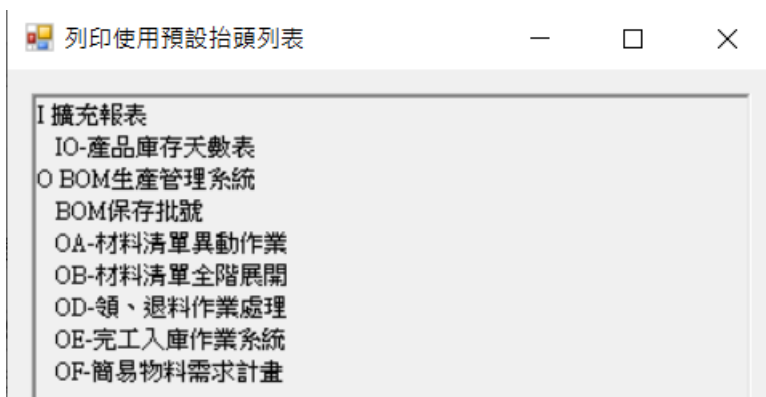 列印使用預設抬頭列表
I 擴充報表
IO-產品庫存天數表
O BOM生產管理系統
BOM保存批號
OA-材料清單異動作業
OB-材料清單全階展開
OD-領、退料作業處理
OE-完工入庫作業系統
OF-簡易物料需求計畫